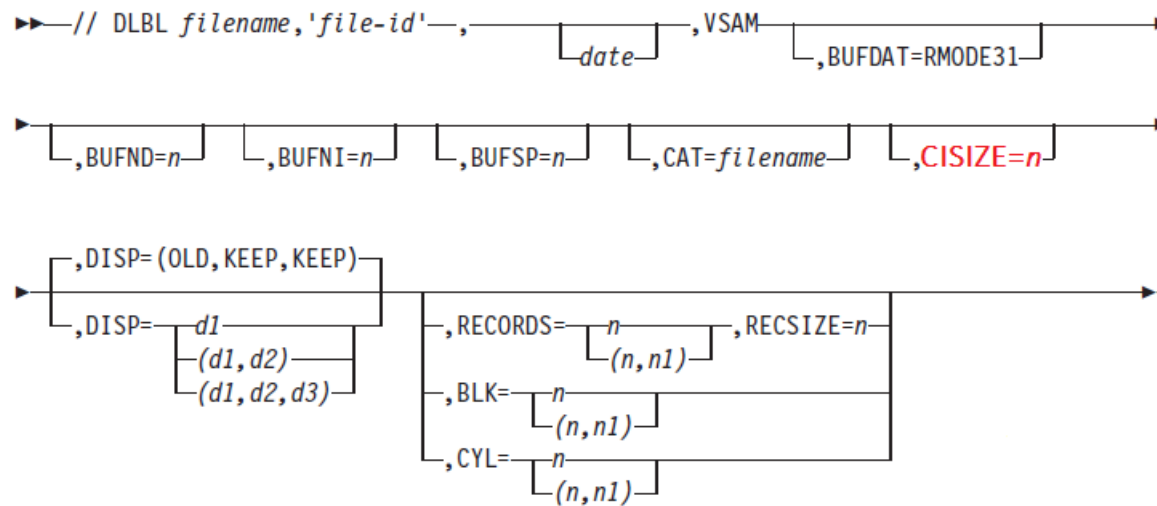 // DLBL filename,'file-id' , ,VSAM
date ,BUFDAT=RMODE31
,BUFND=n ,BUFNI=n ,BUFSP=n ,CAT=filename ,CISIZE=n
,DISP=(OLD,KEEP,KEEP)
,DISP= d1 ,RECORDS= n ,RECSIZE=n
(d1,d2) (n,n1)
(d1,d2,d3) ,BLK= n
(n,n1)
,CYL= n
(n,n1)